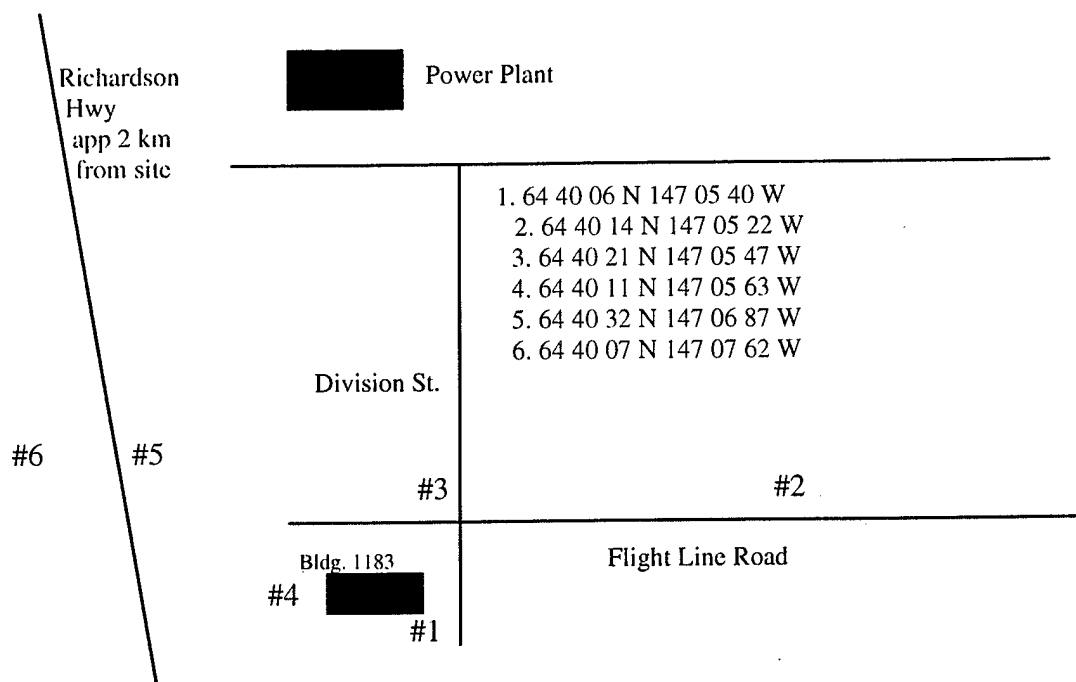 Richardson
Hwy
app 2 km
from site
Power Plant
1. 64 40 06 N 147 05 40 W
2. 64 40 14 N 147 05 22 W
3. 64 40 21 N 147 05 47 W
4. 64 40 11 N 147 05 63 W
5. 64 40 32 N 147 06 87 W
6. 64 40 07 N 147 07 62 W
Division St.
#6
#5
#3
#2
Bldg. 1183
Flight Line Road
#4
#1